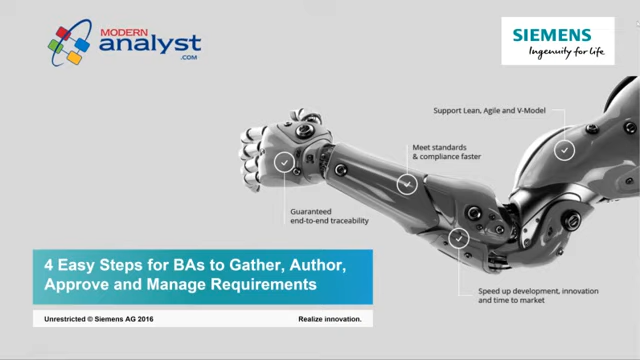 MODERN
analyst
.COM
SIEMENS
Ingenuity for life
Support Lean, Agile and V-Model
Meet standards
& compliance faster
Guaranteed
end-to-end traceability
4 Easy Steps for BAs to Gather, Author,
Approve and Manage Requirements
Speed up development, innovation
and time to market
Unrestricted © Siemens AG 2016
Realize innovation.